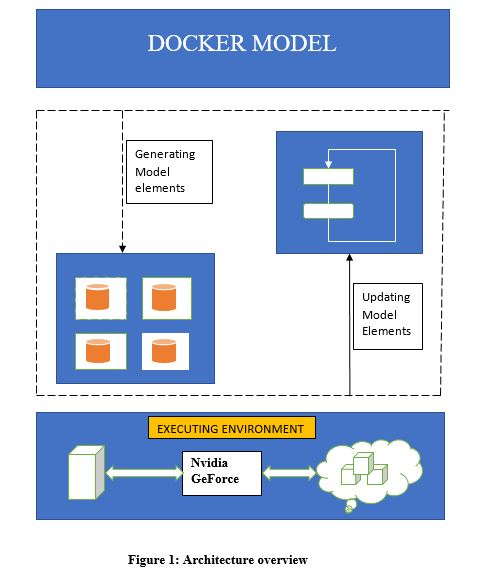 DOCKER MODEL
Generating
Model
elements
Updating
Model
Elements
EXECUTING ENVIRONMENT
Nvidia
GeForce
Figure 1: Architecture overview